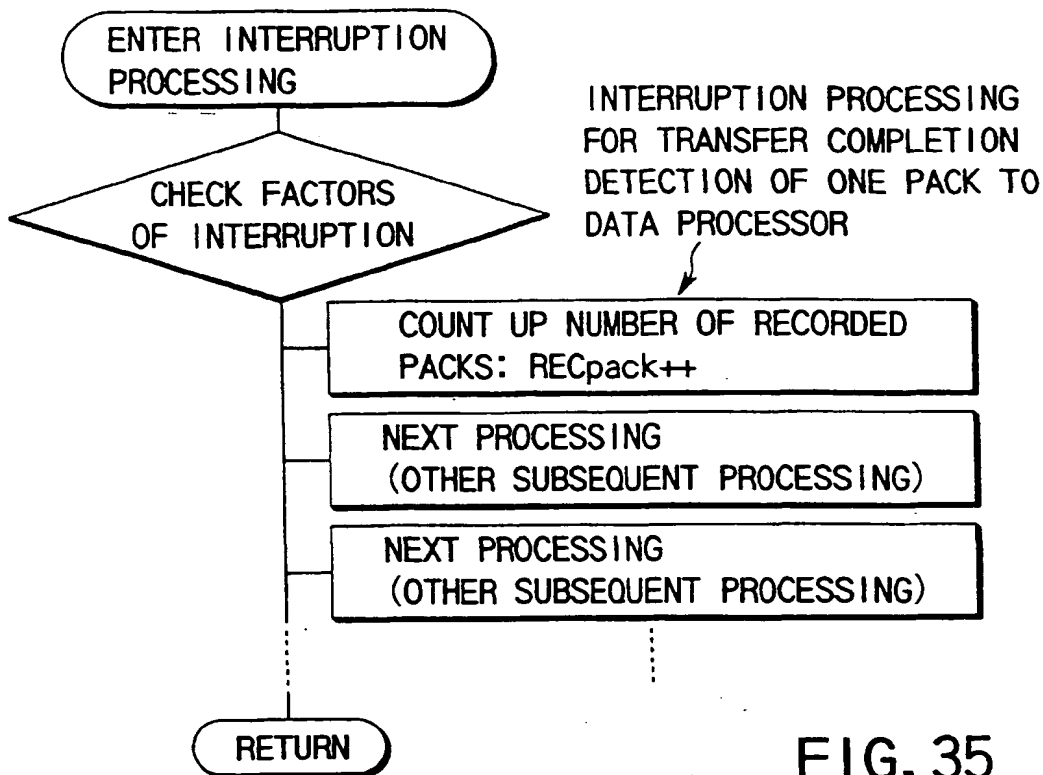 ENTER INTERRUPTION
PROCESSING
CHECK FACTORS
OF INTERRUPTION
INTERRUPTION PROCESSING
FOR TRANSFER COMPLETION
DETECTION OF ONE PACK TO
DATA PROCESSOR
COUNT UP NUMBER OF RECORDED
PACKS: RECpack++
NEXT PROCESSING
(OTHER SUBSEQUENT PROCESSING)
NEXT PROCESSING
(OTHER SUBSEQUENT PROCESSING)
RETURN
FIG. 35